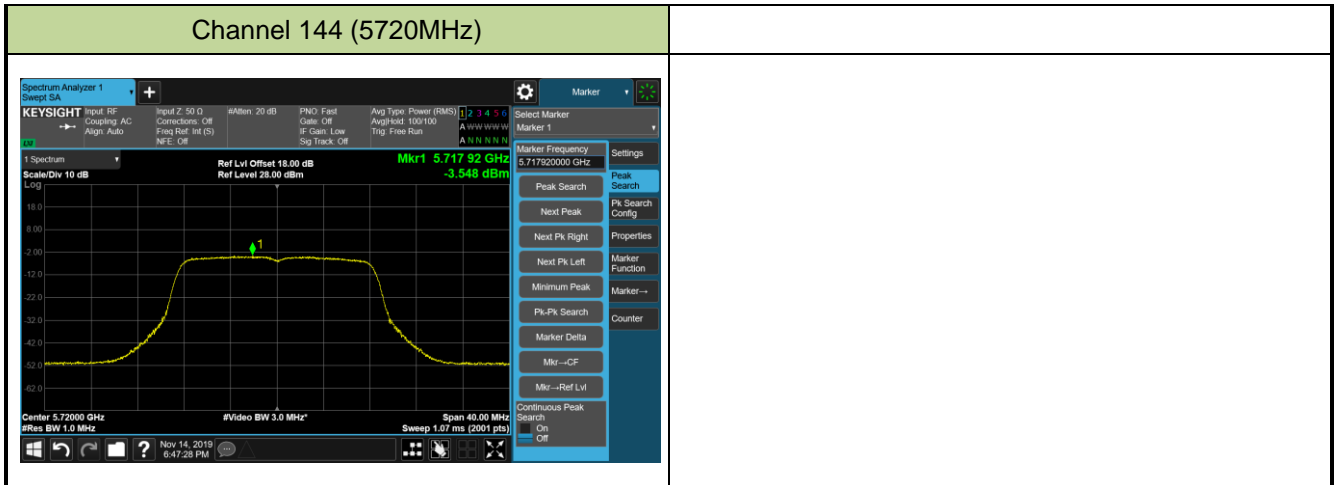 Channel 144 (5720MHz)
Spectrum Analyzer 1
Swept SA
+
Marker
KEYSIGHT
Input: RF
Coupling: AC
Align: Auto
Input Z: 50 Ω
Corrections: Off
Freq Ref: Int (S)
NFE: Off
#Atten: 20 dB
PNO: Fast
Gate: Off
IF Gain: Low
Sig Track: Off
Avg Type: Power (RMS)
Avg|Hold: 100/100
Trig: Free Run
1 2 3 4 5 6
A W W W W W
A N N N N N
Select Marker
Marker 1
LXI
1 Spectrum
Scale/Div 10 dB
Ref Lvl Offset 18.00 dB
Ref Level 28.00 dBm
Mkr1 5.717 92 GHz
-3.548 dBm
Log
18.0
8.00
-2.00
-12.0
-22.0
-32.0
-42.0
-52.0
-62.0
1
Center 5.72000 GHz
#Res BW 1.0 MHz
#Video BW 3.0 MHz*
Span 40.00 MHz
Sweep 1.07 ms (2001 pts)
Marker Frequency
5.717920000 GHz
Peak Search
Next Peak
Next Pk Right
Next Pk Left
Minimum Peak
Pk-Pk Search
Marker Delta
Mkr→CF
Mkr→Ref Lvl
Continuous Peak
Search
On
Off
Settings
Peak
Search
Pk Search
Config
Properties
Marker
Function
Marker→
Counter
?
Nov 14, 2019
6:47:28 PM